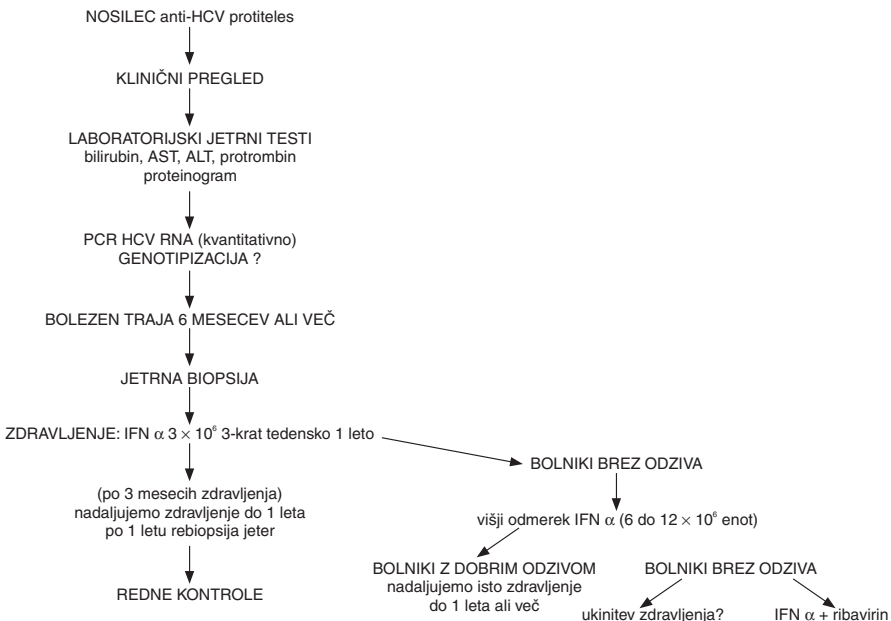 NOSILEC anti-HCV protiteles
KLINIČNI PREGLED
LABORATORIJSKI JETRNI TESTI
bilirubin, AST, ALT, protrombin
proteinogram
PCR HCV RNA (kvantitativno)
GENOTIPIZACIJA ?
BOLEZEN TRAJA 6 MESECEV ALI VEČ
JETRNA BIOPSIJA
ZDRAVLJENJE: IFN α 3 × 10⁶ 3-krat tedensko 1 leto
(po 3 mesecih zdravljenja)
nadaljujemo zdravljenje do 1 leta
po 1 letu rebiopsija jeter
REDNE KONTROLE
BOLNIKI BREZ ODZIVA
višji odmerek IFN α (6 do 12 × 10⁶ enot)
BOLNIKI Z DOBRIM ODZIVOM
nadaljujemo isto zdravljenje
do 1 leta ali več
BOLNIKI BREZ ODZIVA
ukinitev zdravljenja?
IFN α + ribavirin